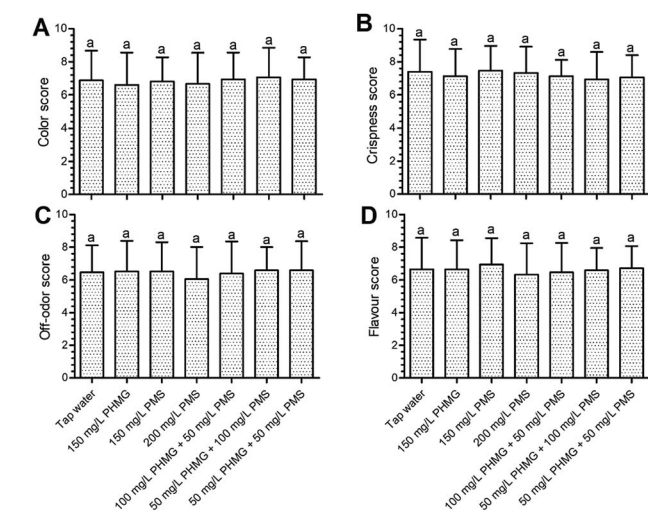 A
Color score
10
8
6
4
2
0
a a a a a a a
B
Crispness score
10
8
6
4
2
0
a a a a a a a
C
Off-odor score
10
8
6
4
2
0
a a a a a a a
Tap water
150 mg/L PHMG
150 mg/L PMS
200 mg/L PMS
100 mg/L PHMG + 50 mg/L PMS
50 mg/L PHMG + 100 mg/L PMS
50 mg/L PHMG + 50 mg/L PMS
D
Flavour score
10
8
6
4
2
0
a a a a a a a
Tap water
150 mg/L PHMG
150 mg/L PMS
200 mg/L PMS
100 mg/L PHMG + 50 mg/L PMS
50 mg/L PHMG + 100 mg/L PMS
50 mg/L PHMG + 50 mg/L PMS